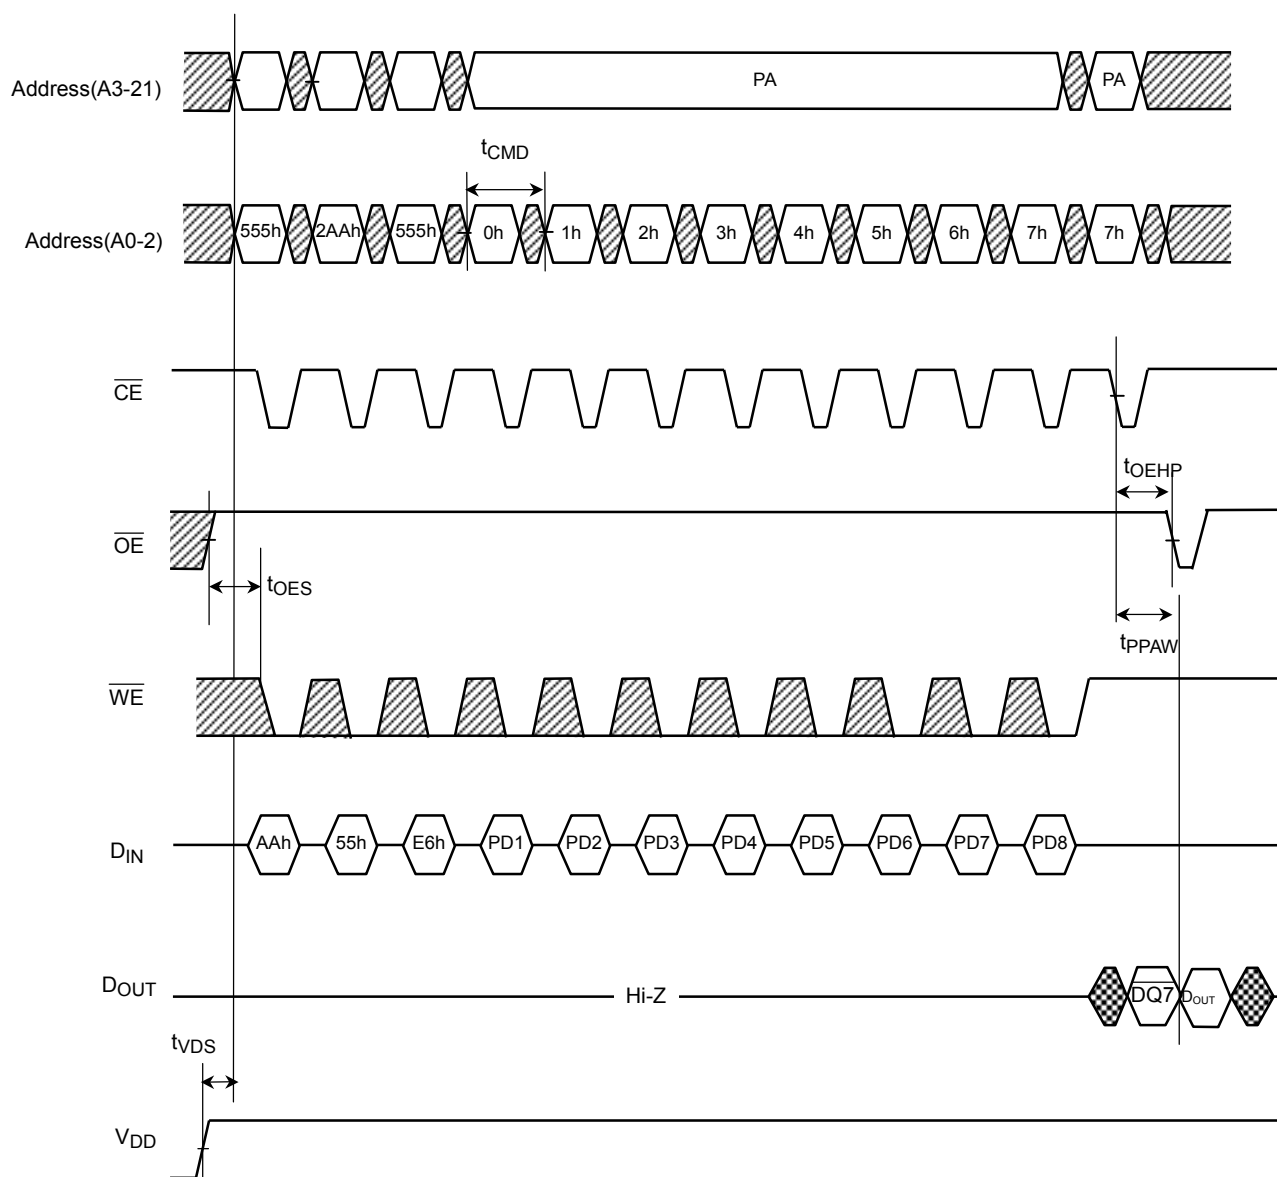 Address(A3-21) PA PA
tCMD
Address(A0-2) 555h 2AAh 555h 0h 1h 2h 3h 4h 5h 6h 7h 7h
CE
tOEHP
OE
tOES
tPPAW
WE
DIN AAh 55h E6h PD1 PD2 PD3 PD4 PD5 PD6 PD7 PD8
DOUT Hi-Z DQ7 DOUT
tVDS
VDD